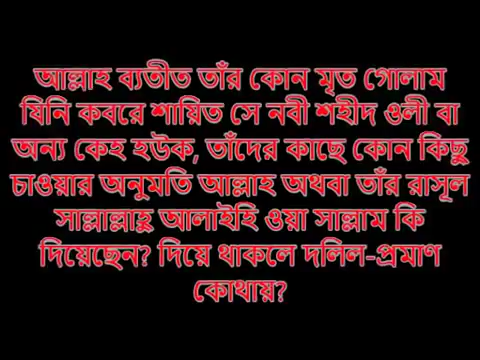 আল্লাহ ব্যতীত তাঁর কোন মৃত গোলাম
যিনি কবরে শায়িত সে নবী শহীদ ওলী বা
অন্য কেহ হউক, তাঁদের কাছে কোন কিছু
চাওয়ার অনুমতি আল্লাহ অথবা তাঁর রাসূল
সাল্লাল্লাহু আলাইহি ওয়া সাল্লাম কি
দিয়েছেন? দিয়ে থাকলে দলিল-প্রমাণ
কোথায়?